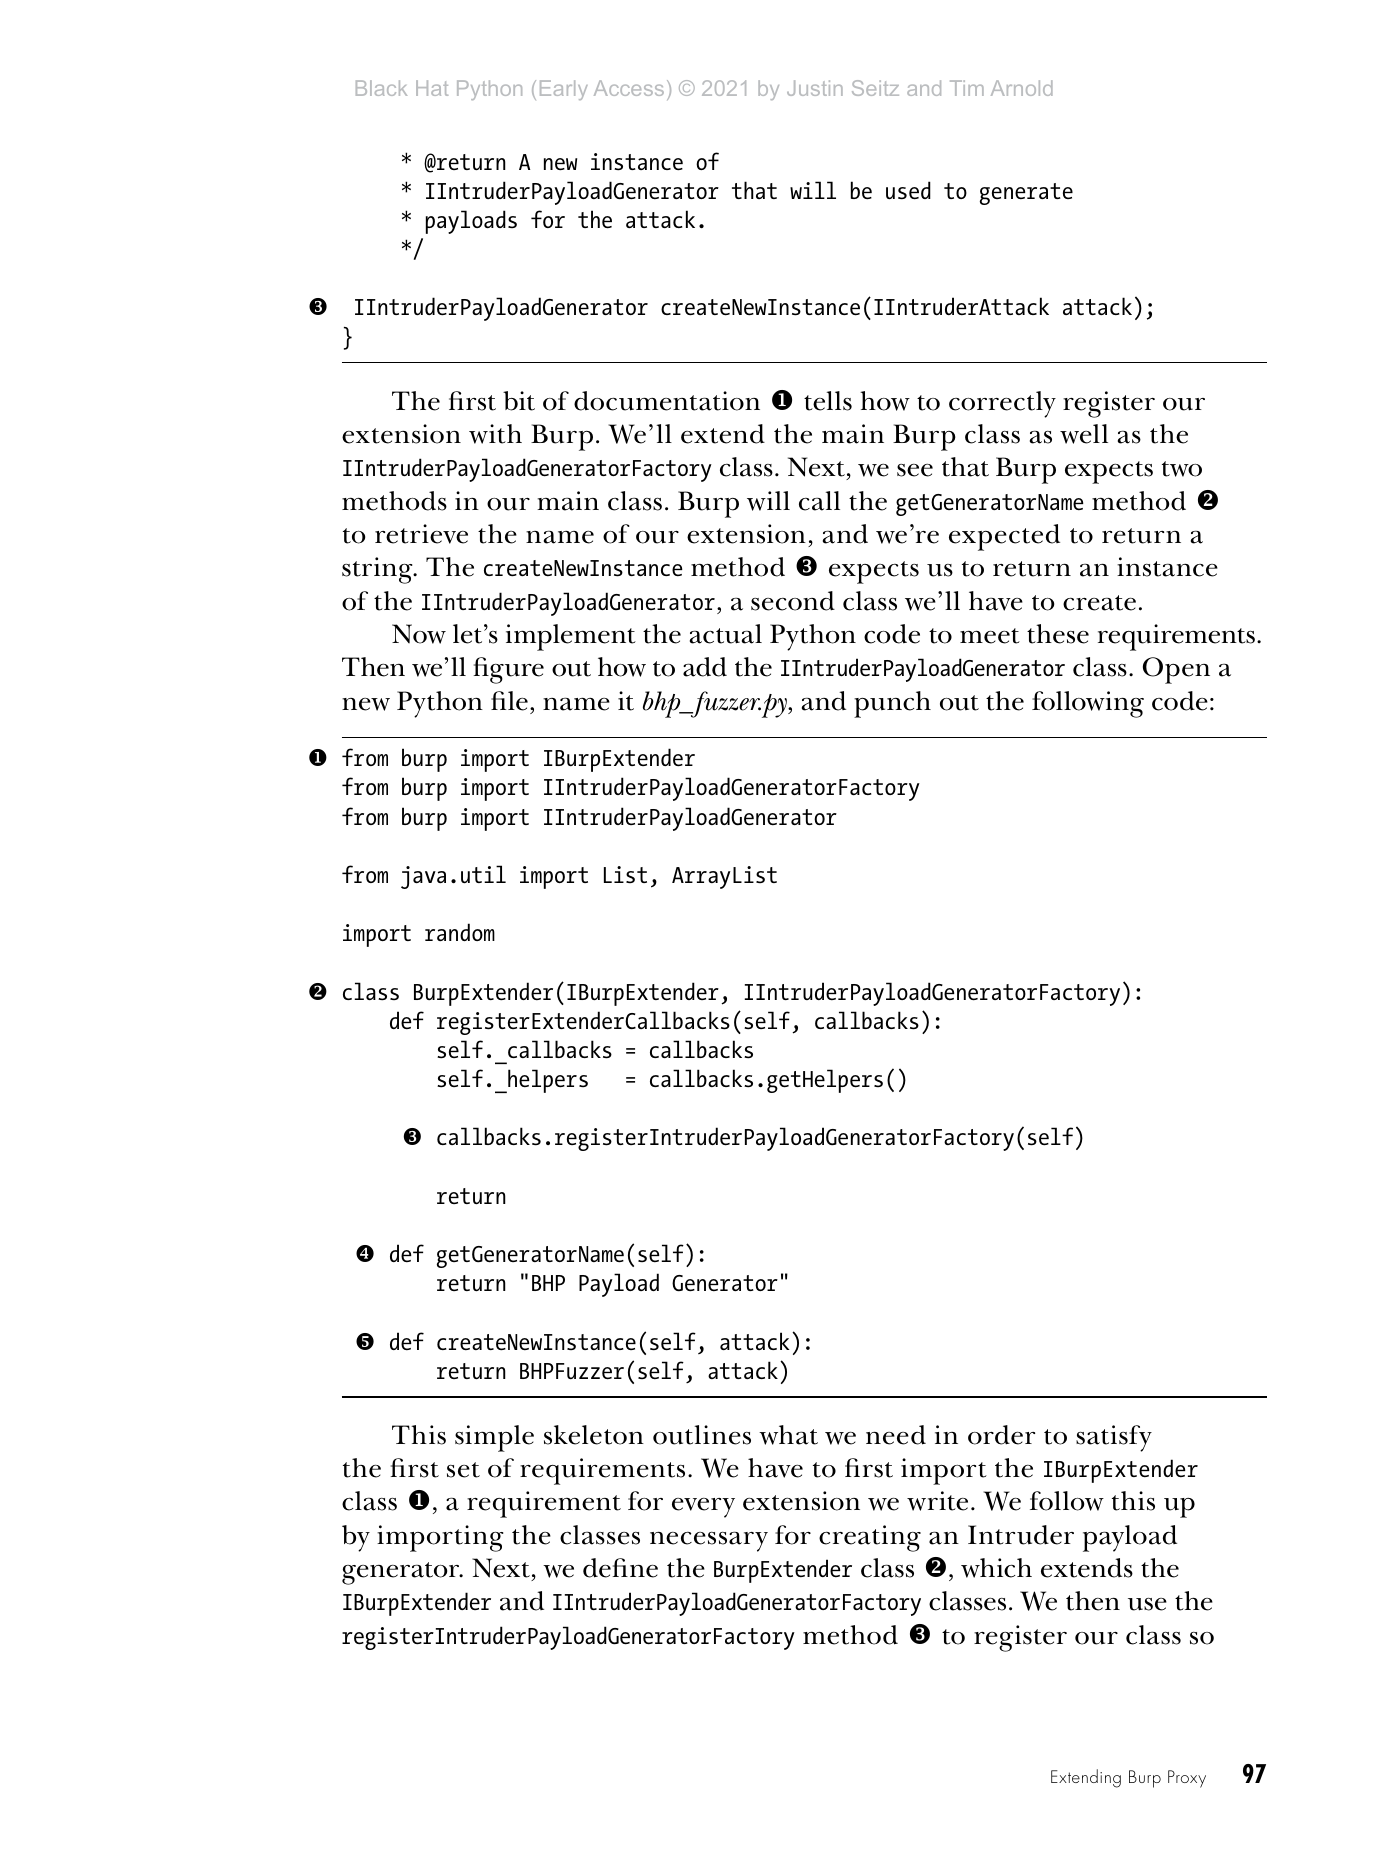 Black Hat Python (Early Access) © 2021 by Justin Seitz and Tim Arnold
* @return A new instance of
* IIntruderPayloadGenerator that will be used to generate
* payloads for the attack.
*/
❸ IIntruderPayloadGenerator createNewInstance(IIntruderAttack attack);
}
The first bit of documentation ❶ tells how to correctly register our
extension with Burp. We’ll extend the main Burp class as well as the
IIntruderPayloadGeneratorFactory class. Next, we see that Burp expects two
methods in our main class. Burp will call the getGeneratorName method ❷
to retrieve the name of our extension, and we’re expected to return a
string. The createNewInstance method ❸ expects us to return an instance
of the IIntruderPayloadGenerator, a second class we’ll have to create.
Now let’s implement the actual Python code to meet these requirements.
Then we’ll figure out how to add the IIntruderPayloadGenerator class. Open a
new Python file, name it bhp_fuzzer.py, and punch out the following code:
❶ from burp import IBurpExtender
from burp import IIntruderPayloadGeneratorFactory
from burp import IIntruderPayloadGenerator
from java.util import List, ArrayList
import random
❷ class BurpExtender(IBurpExtender, IIntruderPayloadGeneratorFactory):
def registerExtenderCallbacks(self, callbacks):
self._callbacks = callbacks
self._helpers   = callbacks.getHelpers()
❸ callbacks.registerIntruderPayloadGeneratorFactory(self)
return
❹ def getGeneratorName(self):
return "BHP Payload Generator"
❺ def createNewInstance(self, attack):
return BHPFuzzer(self, attack)
This simple skeleton outlines what we need in order to satisfy
the first set of requirements. We have to first import the IBurpExtender
class ❶, a requirement for every extension we write. We follow this up
by importing the classes necessary for creating an Intruder payload
generator. Next, we define the BurpExtender class ❷, which extends the
IBurpExtender and IIntruderPayloadGeneratorFactory classes. We then use the
registerIntruderPayloadGeneratorFactory method ❸ to register our class so
Extending Burp Proxy 97